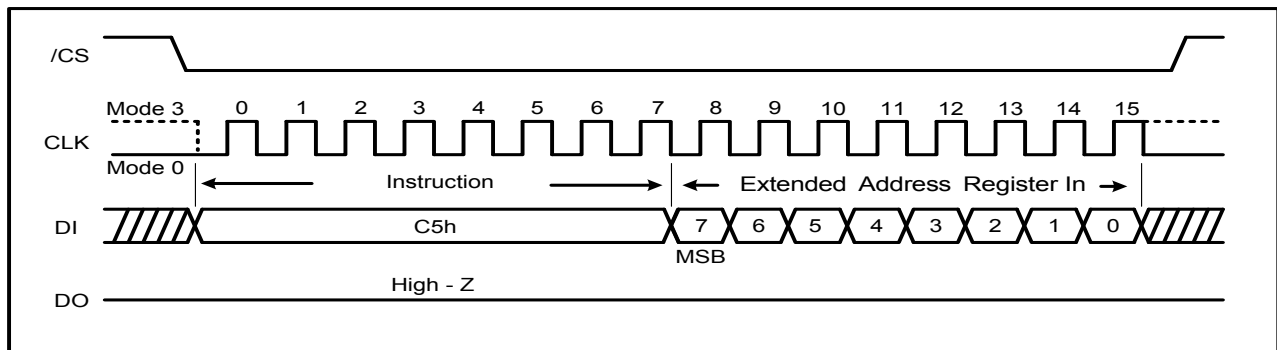 /CS
Mode 3 0 1 2 3 4 5 6 7 8 9 10 11 12 13 14 15
CLK
Mode 0
Instruction Extended Address Register In
DI C5h 7 6 5 4 3 2 1 0
MSB
High - Z
DO